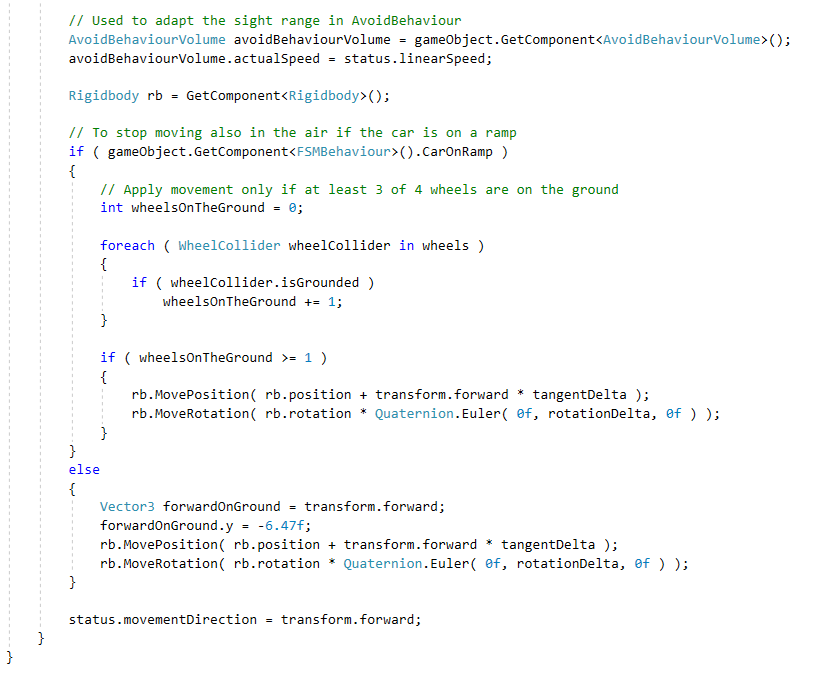 // Used to adapt the sight range in AvoidBehaviour
AvoidBehaviourVolume avoidBehaviourVolume = gameObject.GetComponent<AvoidBehaviourVolume>();
avoidBehaviourVolume.actualSpeed = status.linearSpeed;

Rigidbody rb = GetComponent<Rigidbody>();

// To stop moving also in the air if the car is on a ramp
if ( gameObject.GetComponent<FSMBehaviour>().CarOnRamp )
{
    // Apply movement only if at least 3 of 4 wheels are on the ground
    int wheelsOnTheGround = 0;

    foreach ( WheelCollider wheelCollider in wheels )
    {
        if ( wheelCollider.isGrounded )
            wheelsOnTheGround += 1;
    }

    if ( wheelsOnTheGround >= 1 )
    {
        rb.MovePosition( rb.position + transform.forward * tangentDelta );
        rb.MoveRotation( rb.rotation * Quaternion.Euler( 0f, rotationDelta, 0f ) );
    }
}
else
{
    Vector3 forwardOnGround = transform.forward;
    forwardOnGround.y = -6.47f;
    rb.MovePosition( rb.position + transform.forward * tangentDelta );
    rb.MoveRotation( rb.rotation * Quaternion.Euler( 0f, rotationDelta, 0f ) );
}

status.movementDirection = transform.forward;
}
}